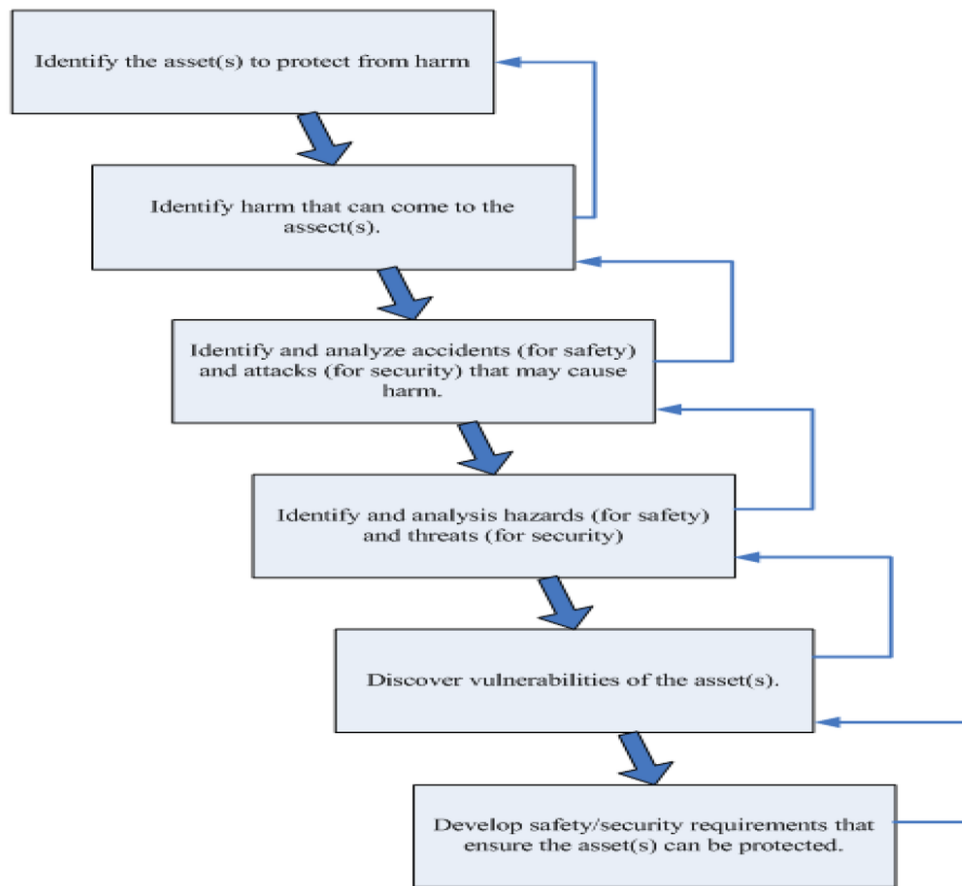 Identify the asset(s) to protect from harm
Identify harm that can come to the
assect(s).
Identify and analyze accidents (for safety)
and attacks (for security) that may cause
harm.
Identify and analysis hazards (for safety)
and threats (for security)
Discover vulnerabilities of the asset(s).
Develop safety/security requirements that
ensure the asset(s) can be protected.